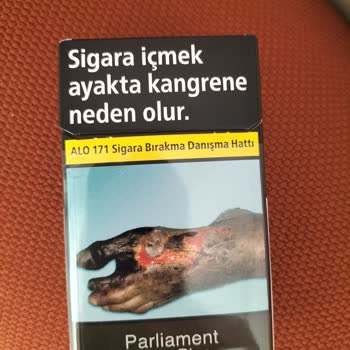 Sigara içmek
ayakta kangrene
neden olur.
ALO 171 Sigara Bırakma Danışma Hattı
Parliament